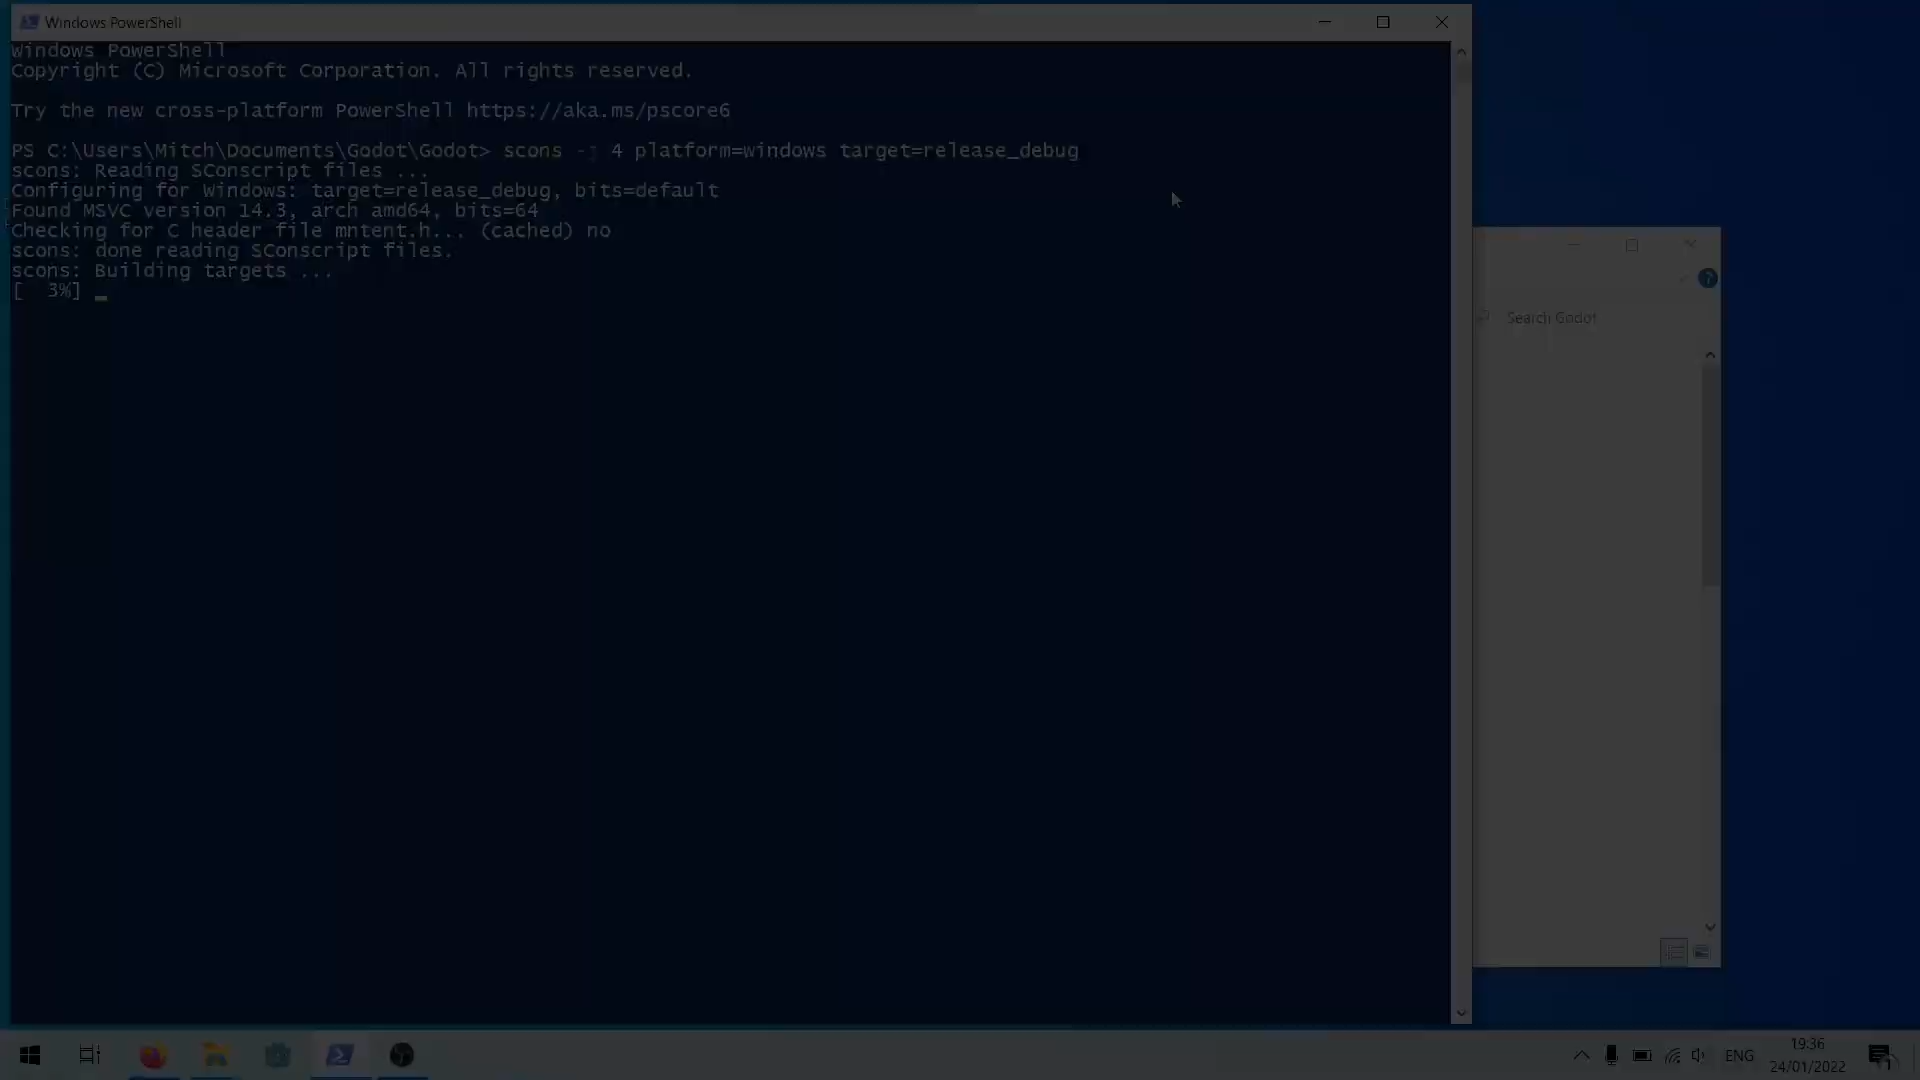 Windows PowerShell
Windows PowerShell
Copyright (C) Microsoft Corporation. All rights reserved.
Try the new cross-platform PowerShell https://aka.ms/pscore6
PS C:\Users\Mitch\Documents\Godot\Godot> scons -j 4 platform=windows target=release_debug
scons: Reading SConscript files ...
Configuring for Windows: target=release_debug, bits=default
Found MSVC version 14.3, arch amd64, bits=64
Checking for C header file mntent.h... (cached) no
scons: done reading SConscript files.
scons: Building targets ...
[  3%]
Search Godot
ENG
19:36
24/01/2022
1